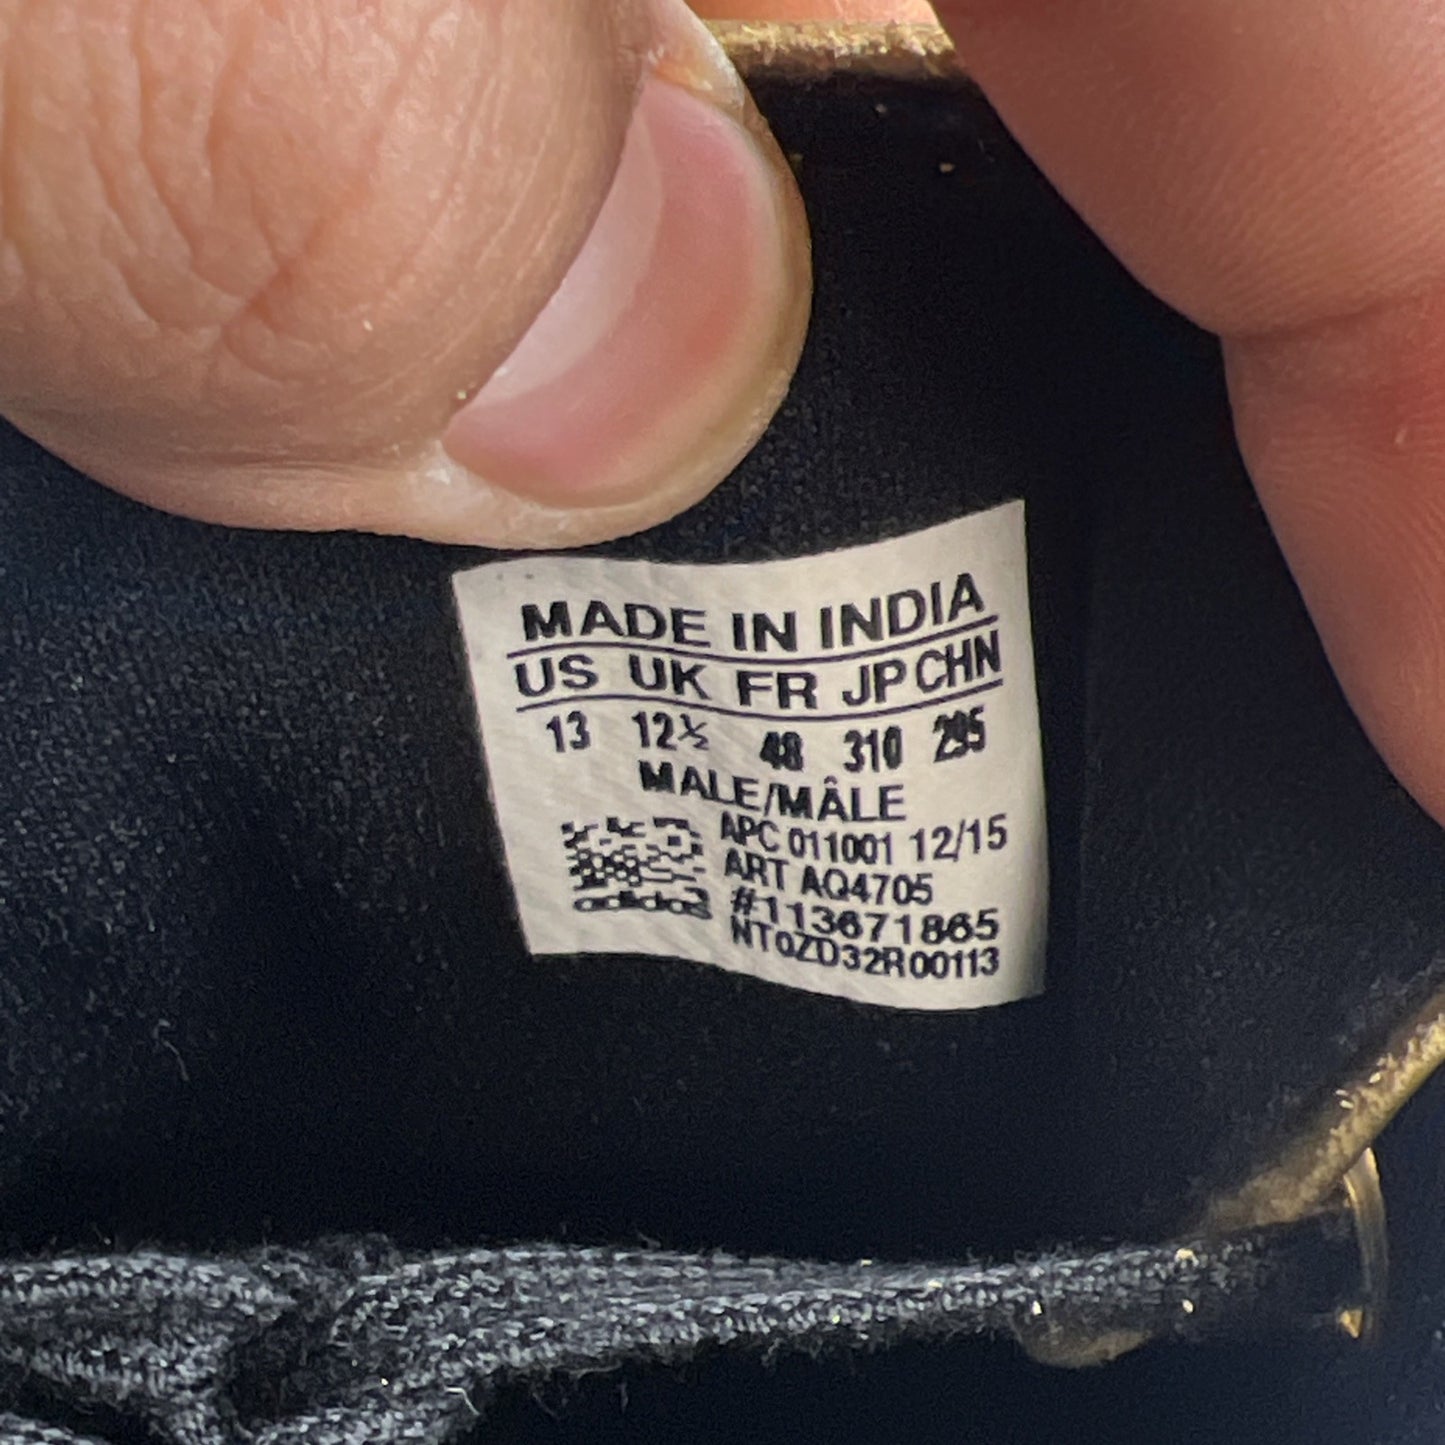 MADE IN INDIA
US UK FR JP CHN
13 12½ 48 310 295
MALE/MÂLE
APC 011001 12/15
ART AQ4705
#113671865
NT0ZD32R00113
adidas